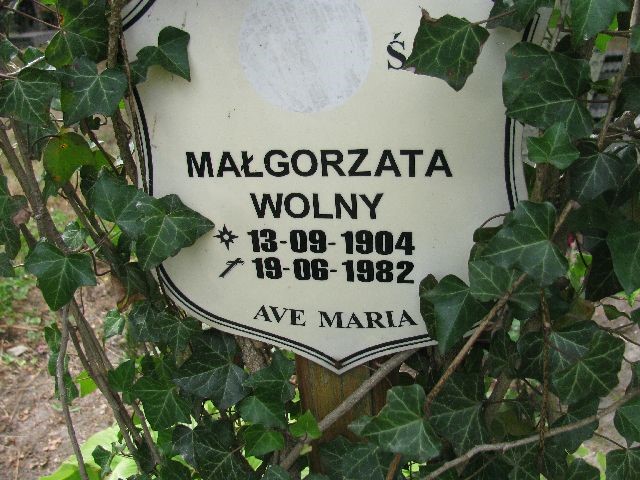 Ś
MAŁGORZATA
WOLNY
13-09-1904
19-06-1982
AVE MARIA